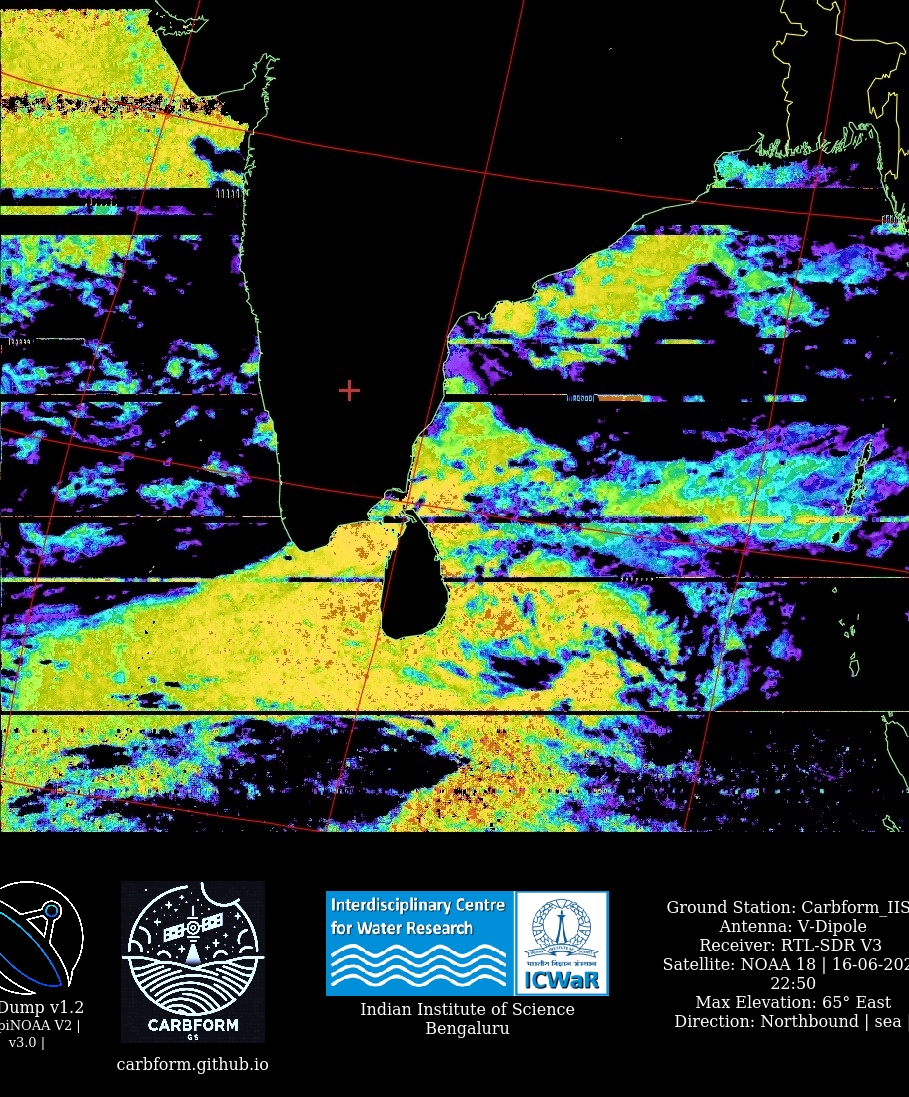 Dump v1.2
piNOAA V2 |
v3.0 |
CARBFORM
GS
carbform.github.io
Interdisciplinary Centre
for Water Research
भारतीय विज्ञान संस्थान
ICWaR
Indian Institute of Science
Bengaluru
Ground Station: Carbform_IIS
Antenna: V-Dipole
Receiver: RTL-SDR V3
Satellite: NOAA 18 | 16-06-202
22:50
Max Elevation: 65° East
Direction: Northbound | sea |